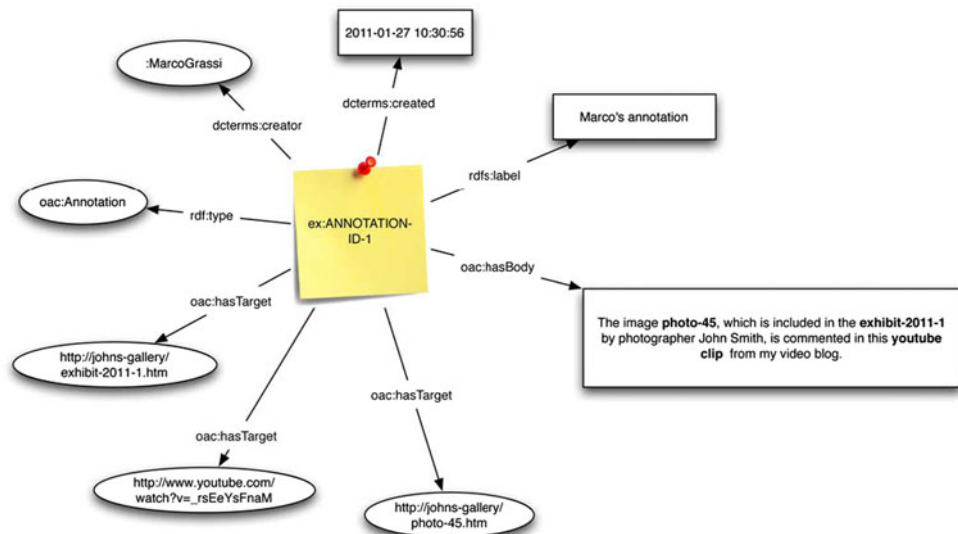 2011-01-27 10:30:56
:MarcoGrassi
dcterms:created
dcterms:creator
Marco's annotation
rdfs:label
oac:Annotation
rdf:type
ex:ANNOTATION-
ID-1
oac:hasBody
oac:hasTarget
The image photo-45, which is included in the exhibit-2011-1
by photographer John Smith, is commented in this youtube
clip from my video blog.
http://johns-gallery/
exhibit-2011-1.htm
oac:hasTarget
oac:hasTarget
http://www.youtube.com/
watch?v=_rsEeYsFnaM
http://johns-gallery/
photo-45.htm